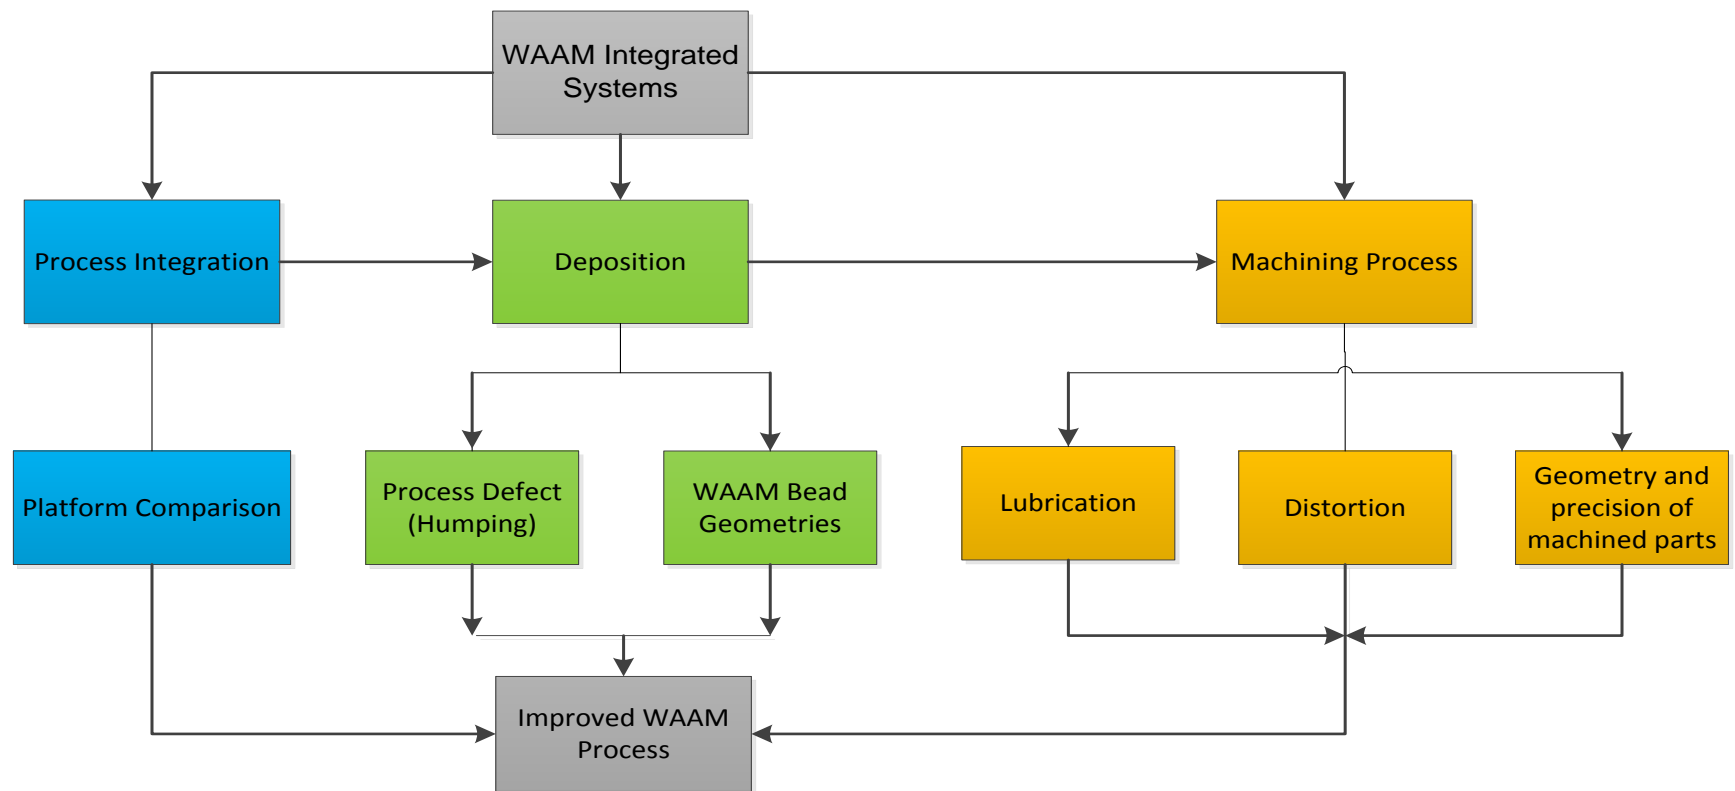 WAAM Integrated
Systems
Process Integration
Deposition
Machining Process
Platform Comparison
Process Defect
(Humping)
WAAM Bead
Geometries
Lubrication
Distortion
Geometry and
precision of
machined parts
Improved WAAM
Process